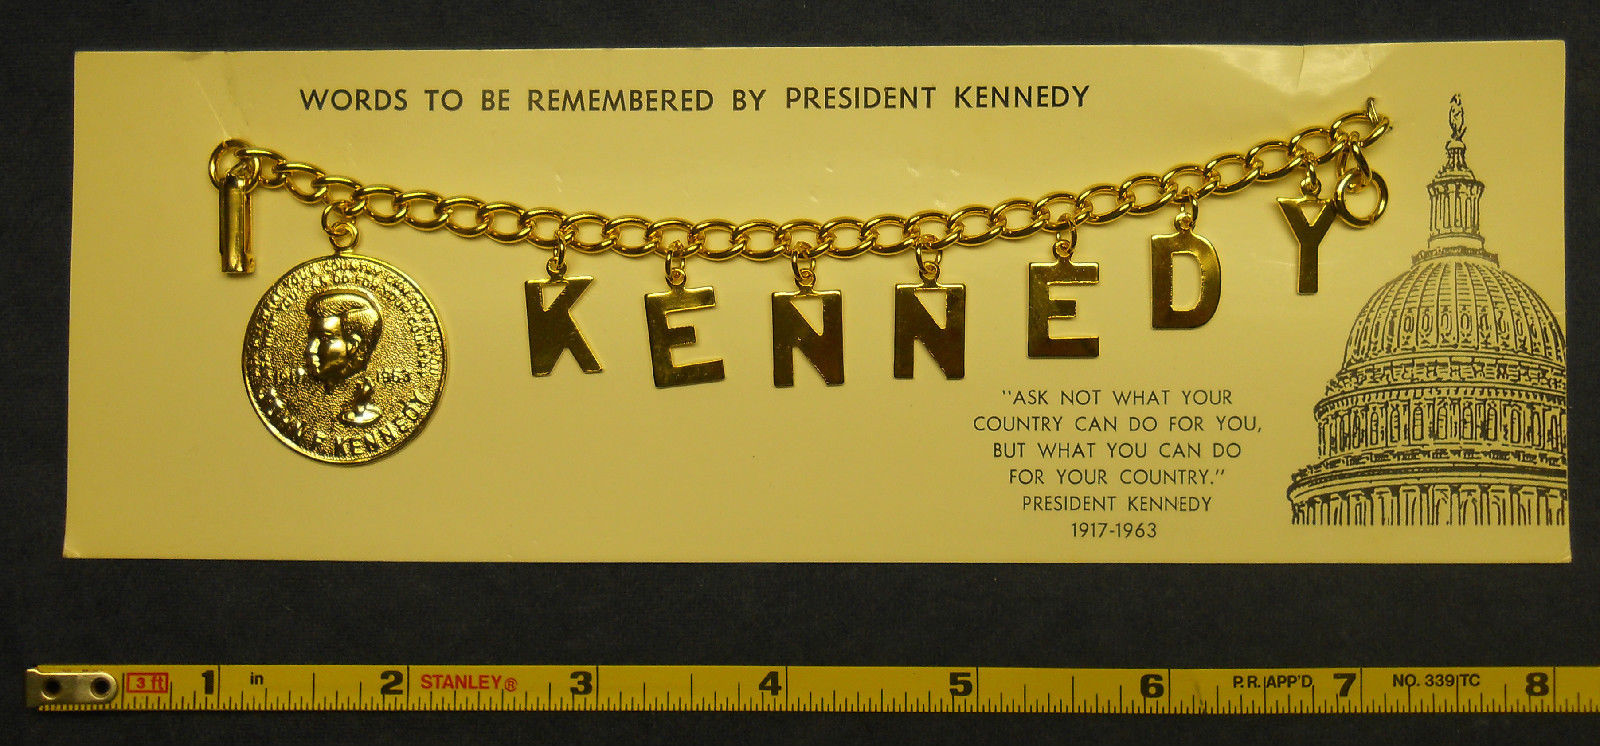 WORDS TO BE REMEMBERED BY PRESIDENT KENNEDY
KENNEDY
1963
JOHN F. KENNEDY
"ASK NOT WHAT YOUR
COUNTRY CAN DO FOR YOU,
BUT WHAT YOU CAN DO
FOR YOUR COUNTRY."
PRESIDENT KENNEDY
1917-1963
3 ft 1 in 2 STANLEY® 3 4 5 6 P.R. APP'D 7 NO. 339 TC 8